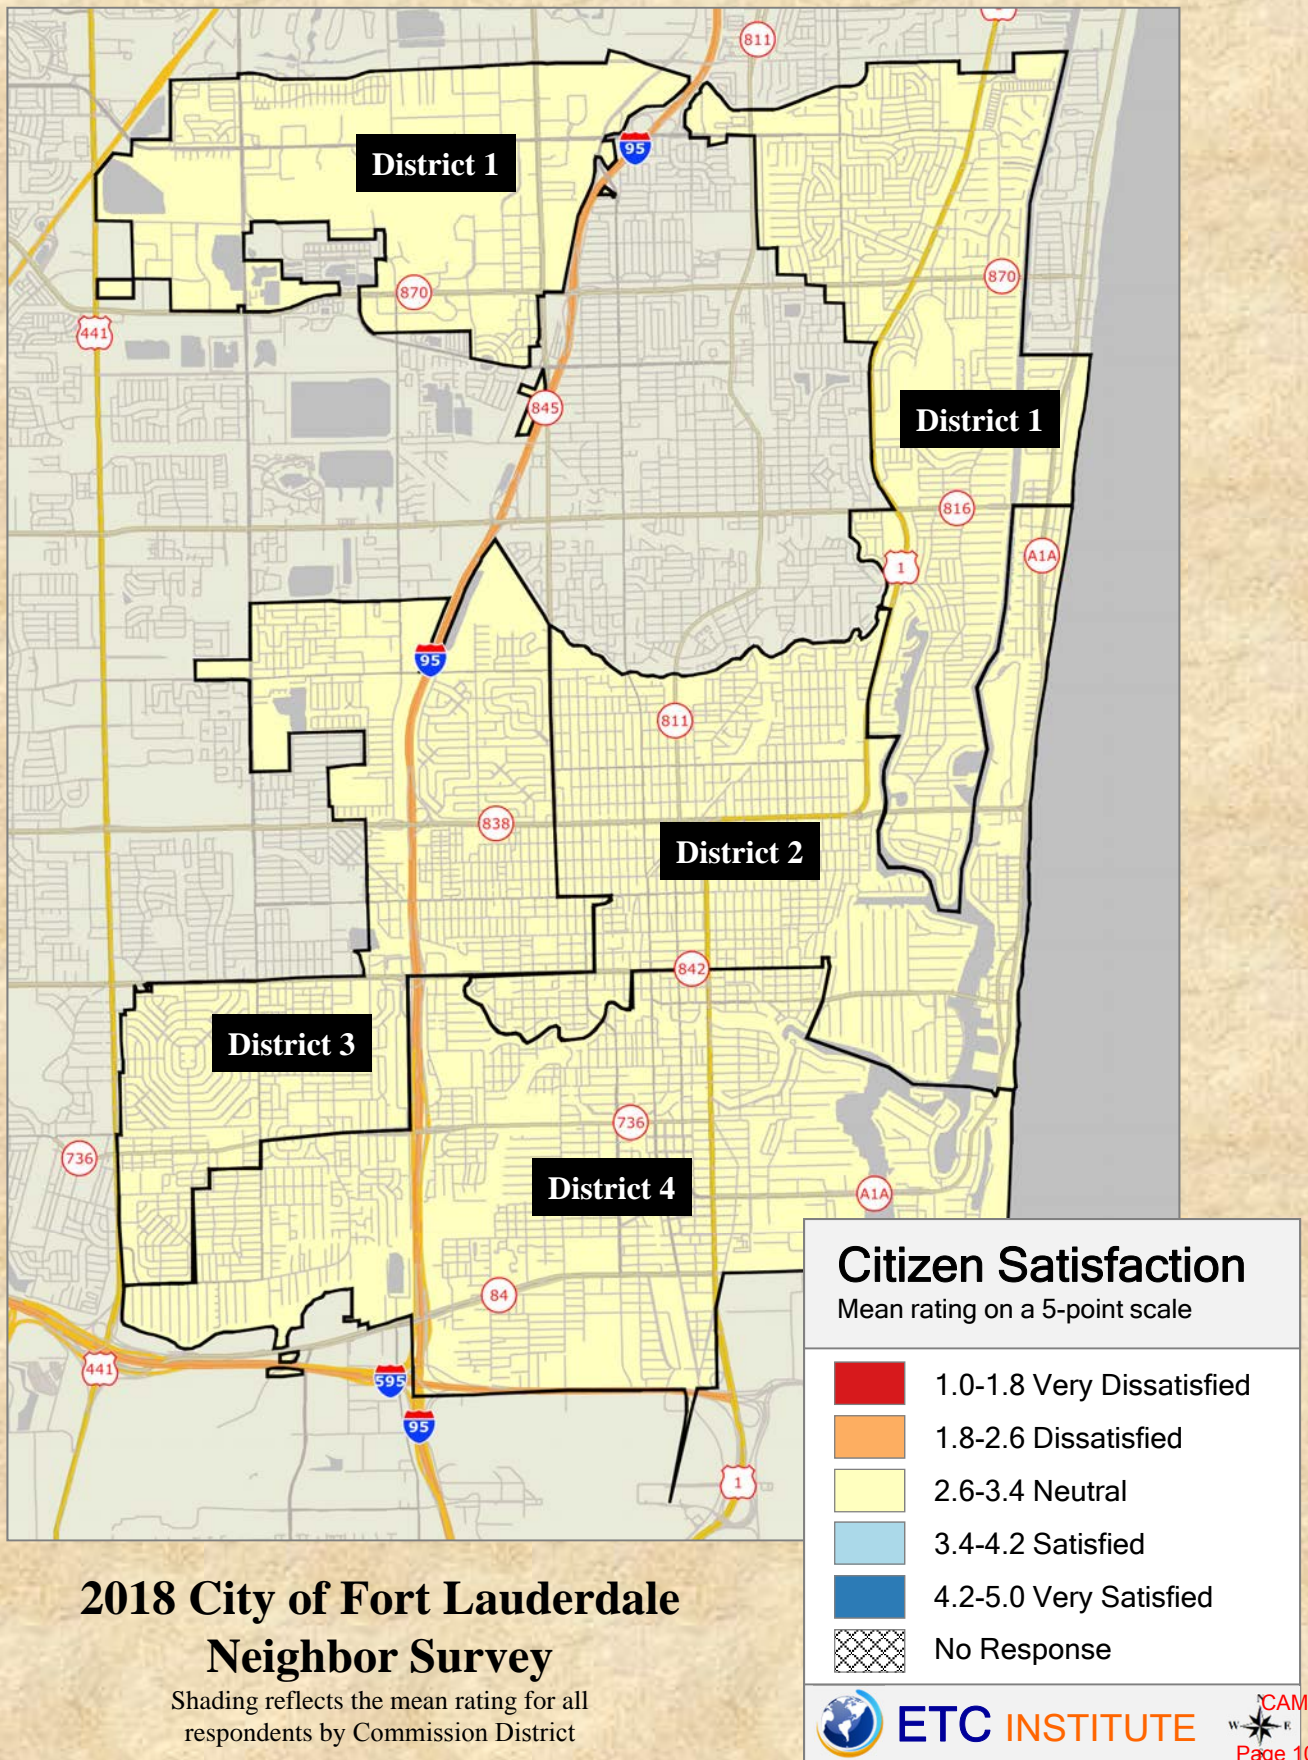 811
95
District 1
870
870
441
845
District 1
816
A1A
1
95
811
838
District 2
842
District 3
736
736
District 4
A1A
84
441
595
95
1
Citizen Satisfaction
Mean rating on a 5-point scale
1.0-1.8 Very Dissatisfied
1.8-2.6 Dissatisfied
2.6-3.4 Neutral
3.4-4.2 Satisfied
4.2-5.0 Very Satisfied
No Response
2018 City of Fort Lauderdale
Neighbor Survey
Shading reflects the mean rating for all
respondents by Commission District
ETC INSTITUTE
CAM
W E
Page 10